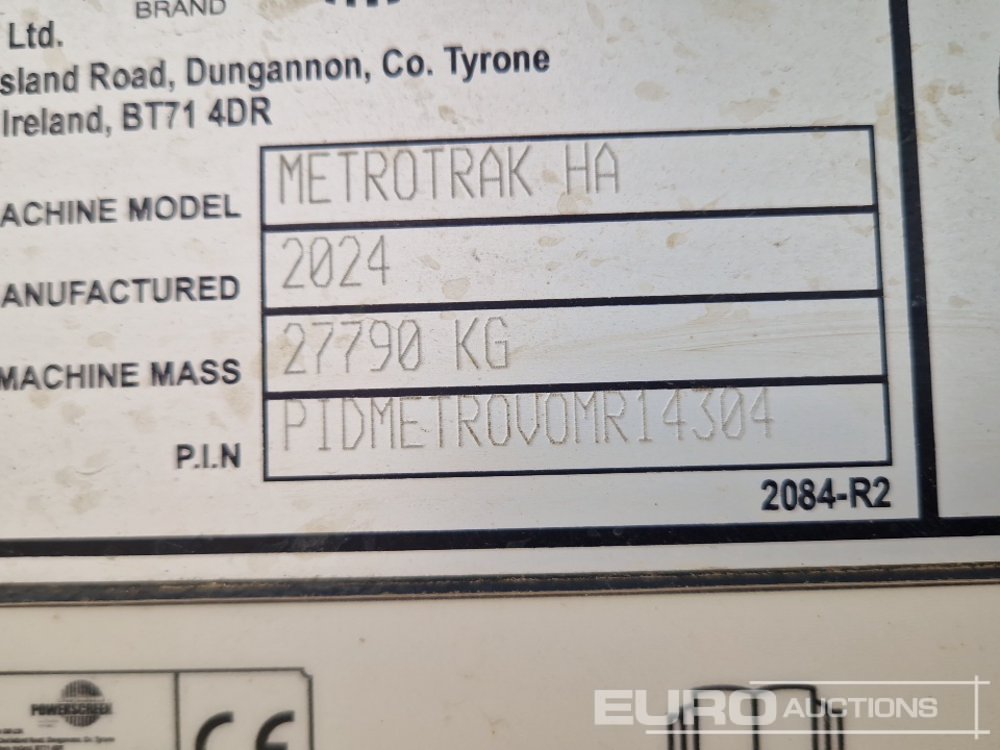 BRAND
Ltd.
sland Road, Dungannon, Co. Tyrone
Ireland, BT71 4DR
ACHINE MODEL METROTRAK HA
ANUFACTURED 2024
MACHINE MASS 27790 KG
P.I.N PIDMETROVOMR14304
2084-R2
POWERSCREEN
CE
EURO AUCTIONS